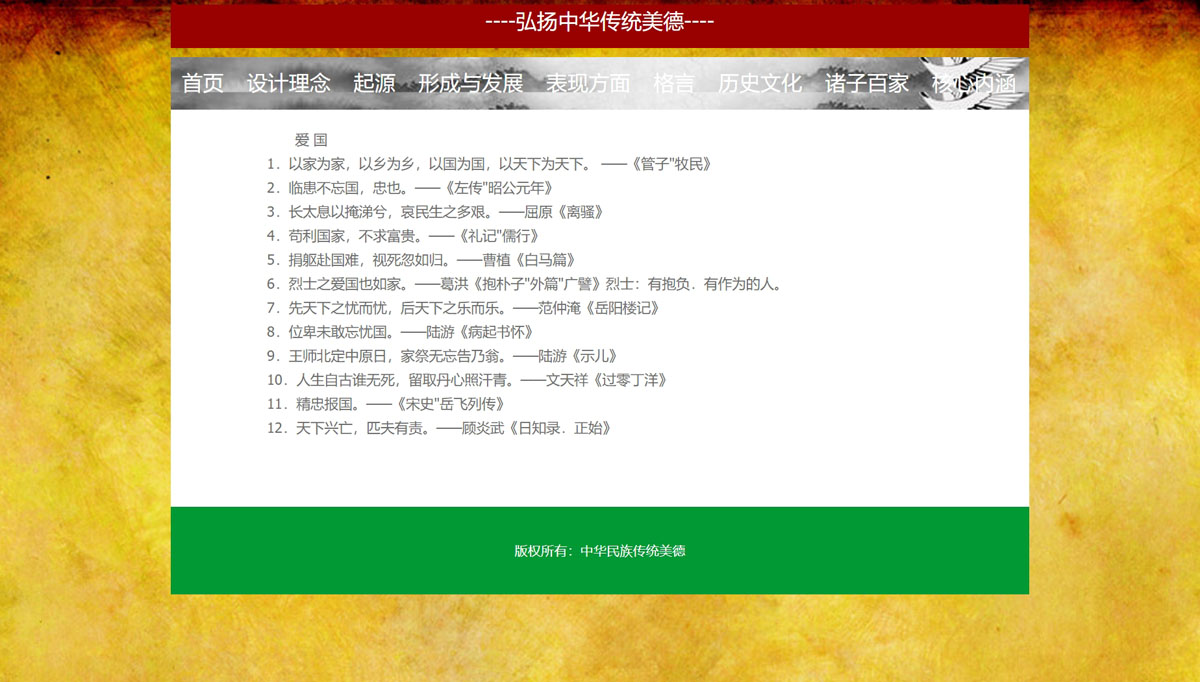 ----弘扬中华传统美德----
首页 设计理念 起源 形成与发展 表现方面 格言 历史文化 诸子百家 核心内涵
爱 国
1．以家为家，以乡为乡，以国为国，以天下为天下。 ——《管子"牧民》
2．临患不忘国，忠也。——《左传"昭公元年》
3．长太息以掩涕兮，哀民生之多艰。——屈原《离骚》
4．苟利国家，不求富贵。——《礼记"儒行》
5．捐躯赴国难，视死忽如归。——曹植《白马篇》
6．烈士之爱国也如家。——葛洪《抱朴子"外篇"广譬》烈士：有抱负．有作为的人。
7．先天下之忧而忧，后天下之乐而乐。——范仲淹《岳阳楼记》
8．位卑未敢忘忧国。——陆游《病起书怀》
9．王师北定中原日，家祭无忘告乃翁。——陆游《示儿》
10．人生自古谁无死，留取丹心照汗青。——文天祥《过零丁洋》
11．精忠报国。——《宋史"岳飞列传》
12．天下兴亡，匹夫有责。——顾炎武《日知录．正始》
版权所有：中华民族传统美德